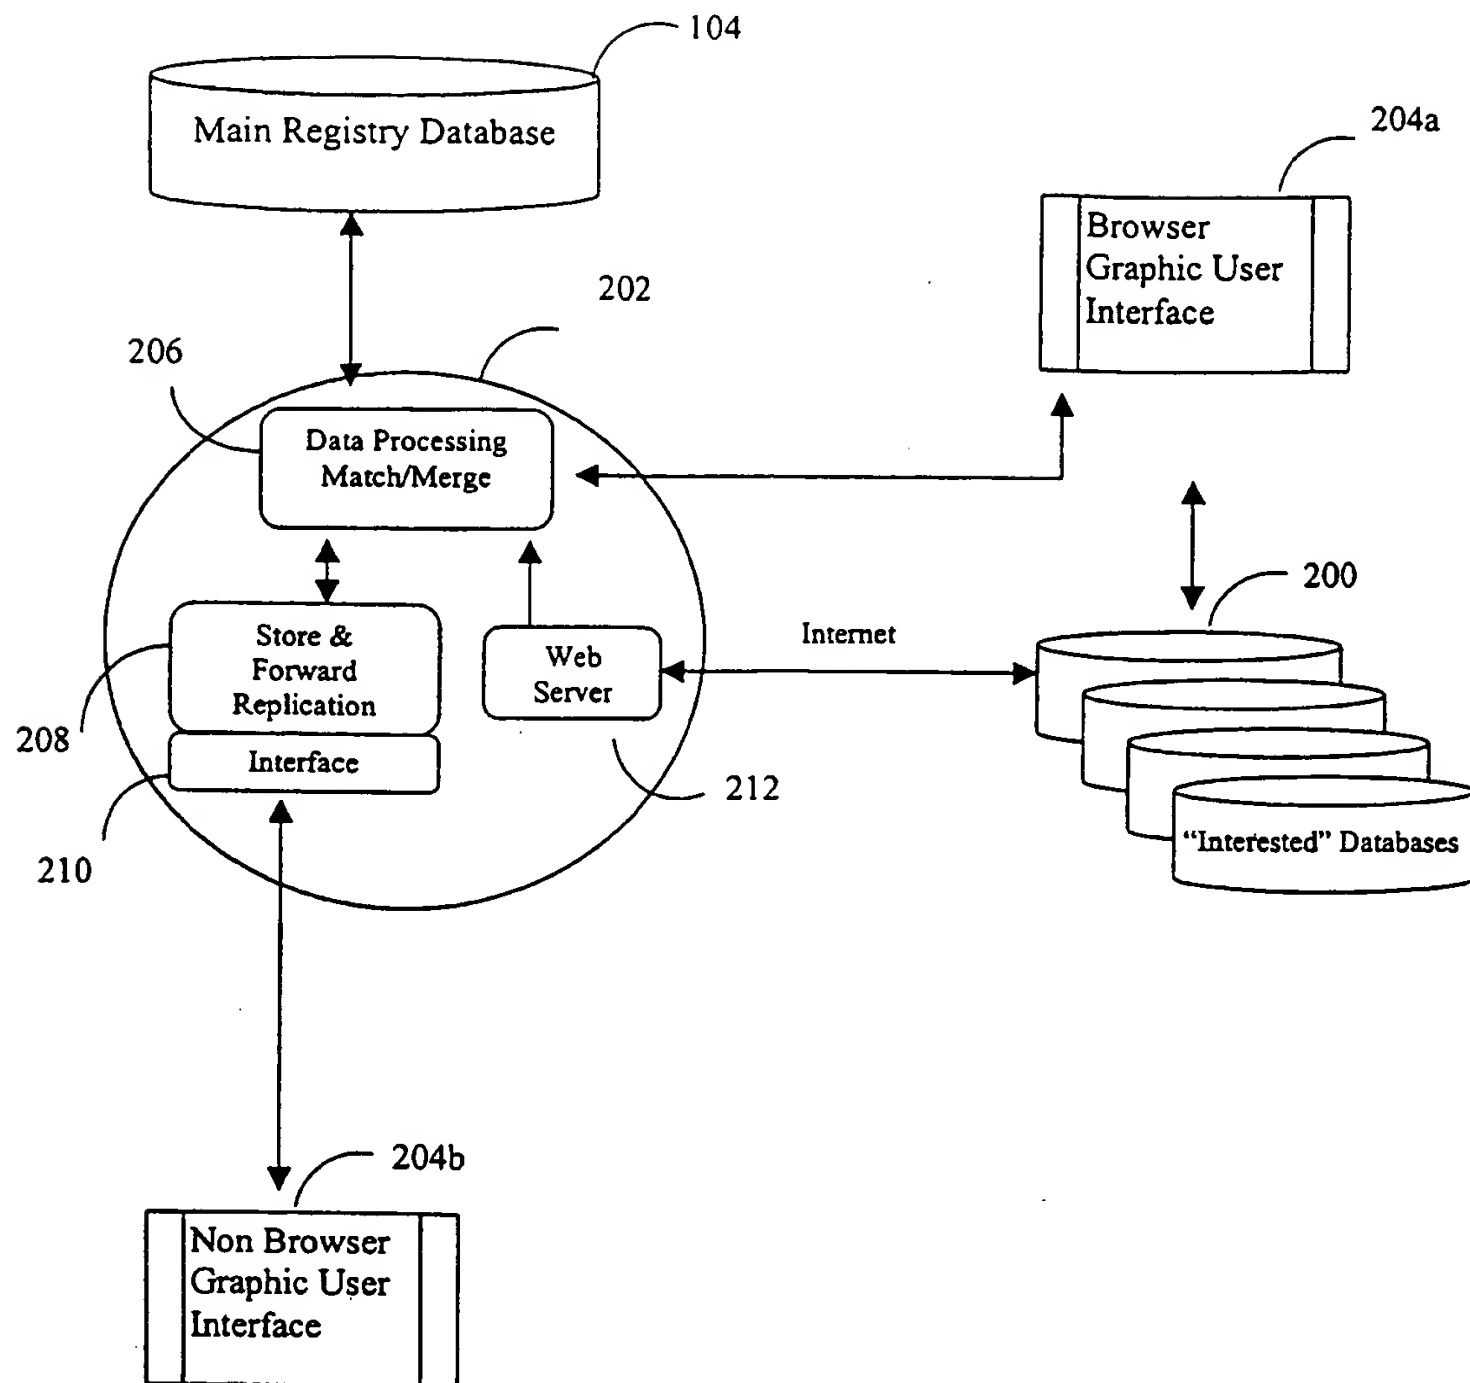 104
Main Registry Database
204a
Browser
Graphic User
Interface
202
206
Data Processing
Match/Merge
200
Store &
Forward
Replication
Internet
Web
Server
208
Interface
212
"Interested" Databases
210
204b
Non Browser
Graphic User
Interface